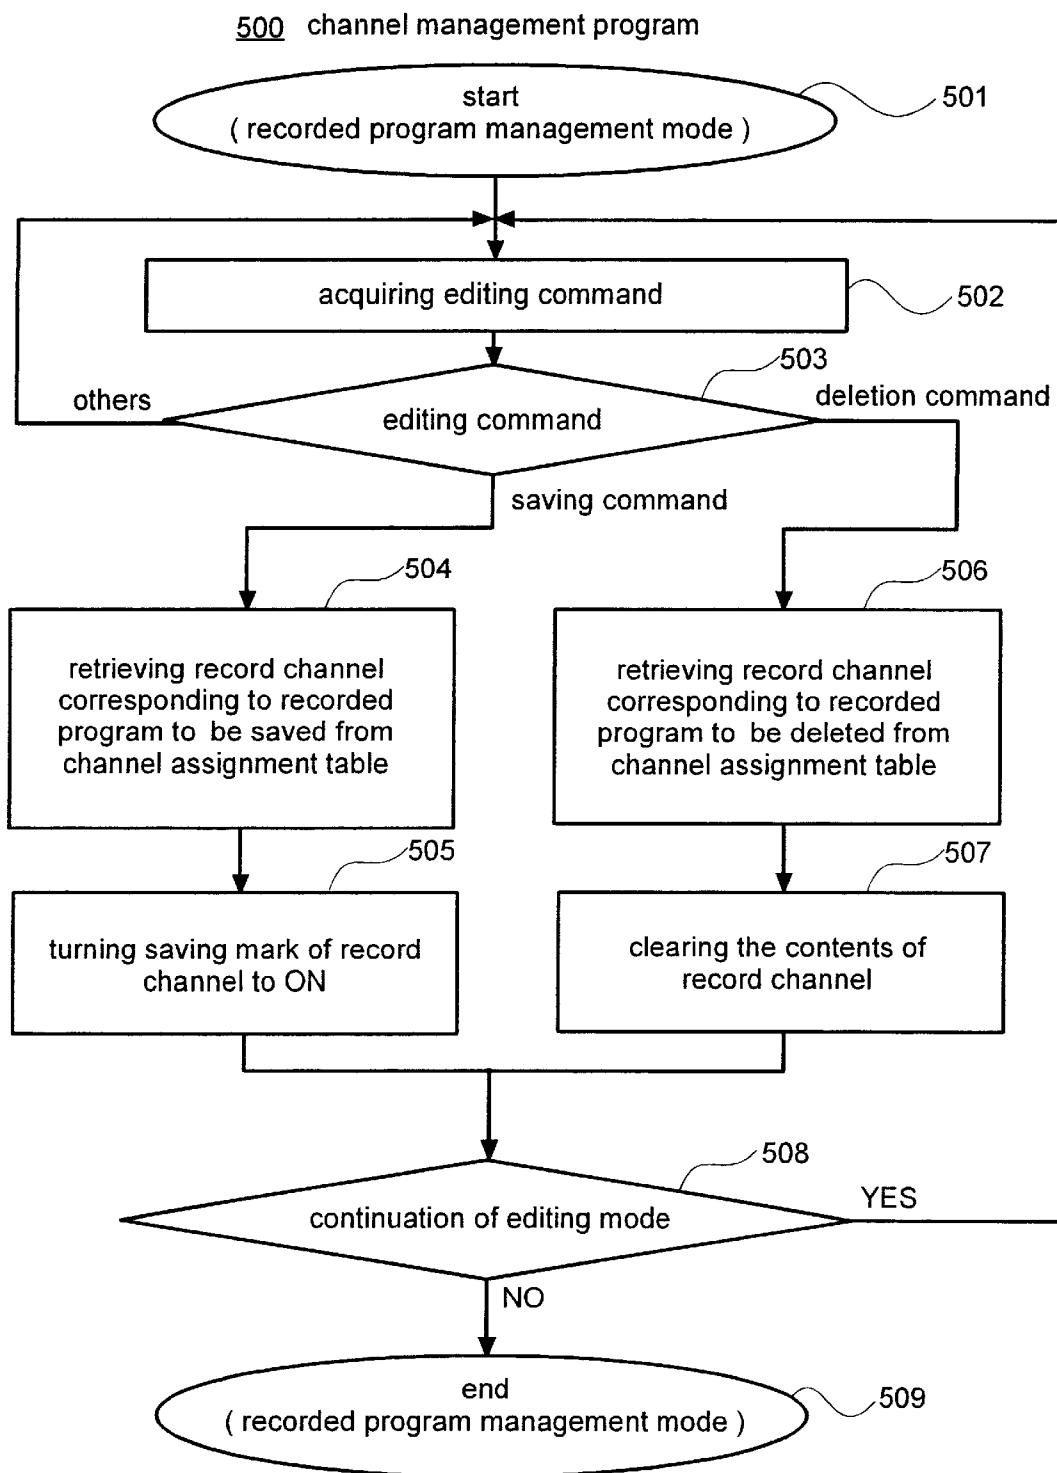 500 channel management program
start
( recorded program management mode )
501
acquiring editing command
502
503
others
editing command
deletion command
saving command
504
506
retrieving record channel
corresponding to recorded
program to be saved from
channel assignment table
retrieving record channel
corresponding to recorded
program to be deleted from
channel assignment table
505
507
turning saving mark of record
channel to ON
clearing the contents of
record channel
508
continuation of editing mode
YES
NO
end
( recorded program management mode )
509